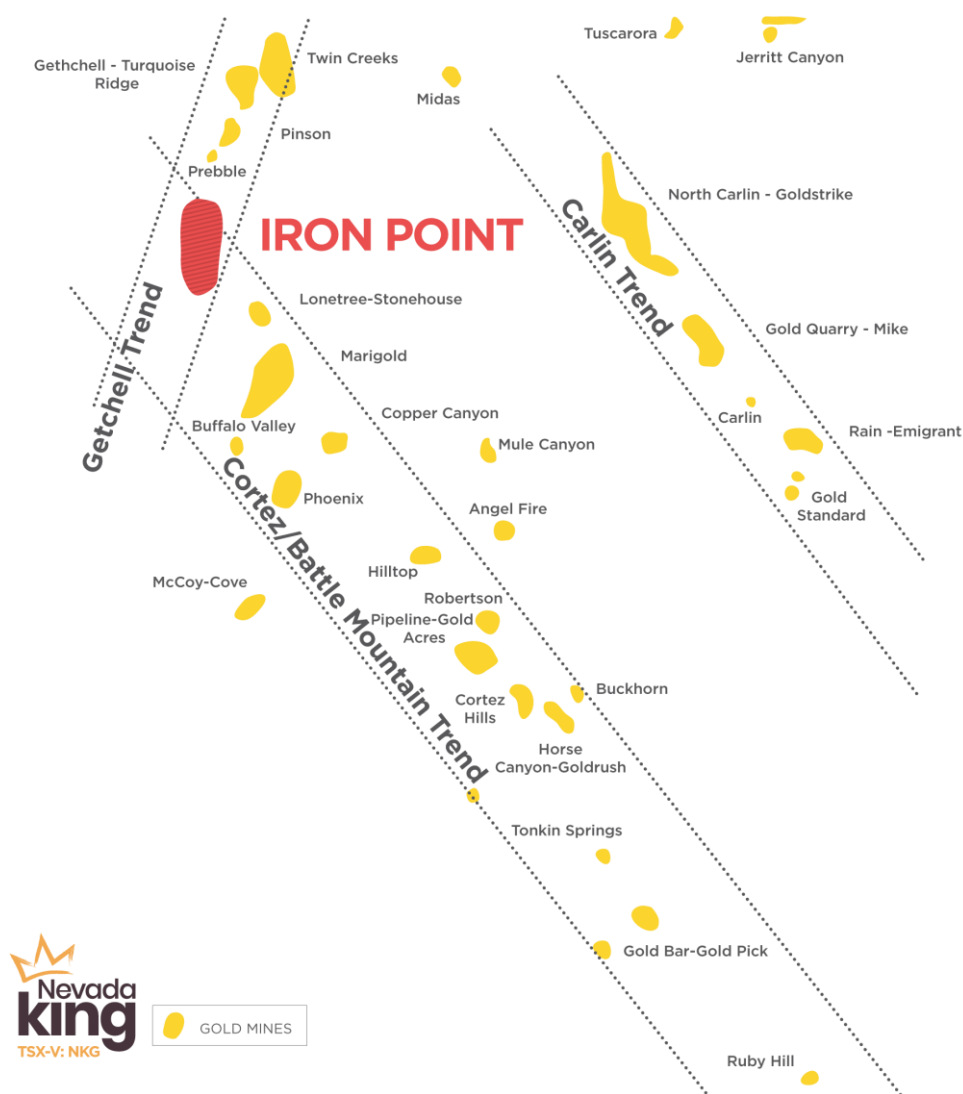 Tuscarora
Jerritt Canyon
Gethchell - Turquoise
Ridge
Twin Creeks
Midas
Pinson
Prebble
North Carlin - Goldstrike
IRON POINT
Carlin Trend
Getchell Trend
Lonetree-Stonehouse
Gold Quarry - Mike
Marigold
Copper Canyon
Carlin
Buffalo Valley
Rain -Emigrant
Mule Canyon
Phoenix
Gold
Standard
Angel Fire
Cortez/Battle Mountain Trend
Hilltop
McCoy-Cove
Robertson
Pipeline-Gold
Acres
Buckhorn
Cortez
Hills
Horse
Canyon-Goldrush
Tonkin Springs
Gold Bar-Gold Pick
Nevada
king
TSX-V: NKG
GOLD MINES
Ruby Hill